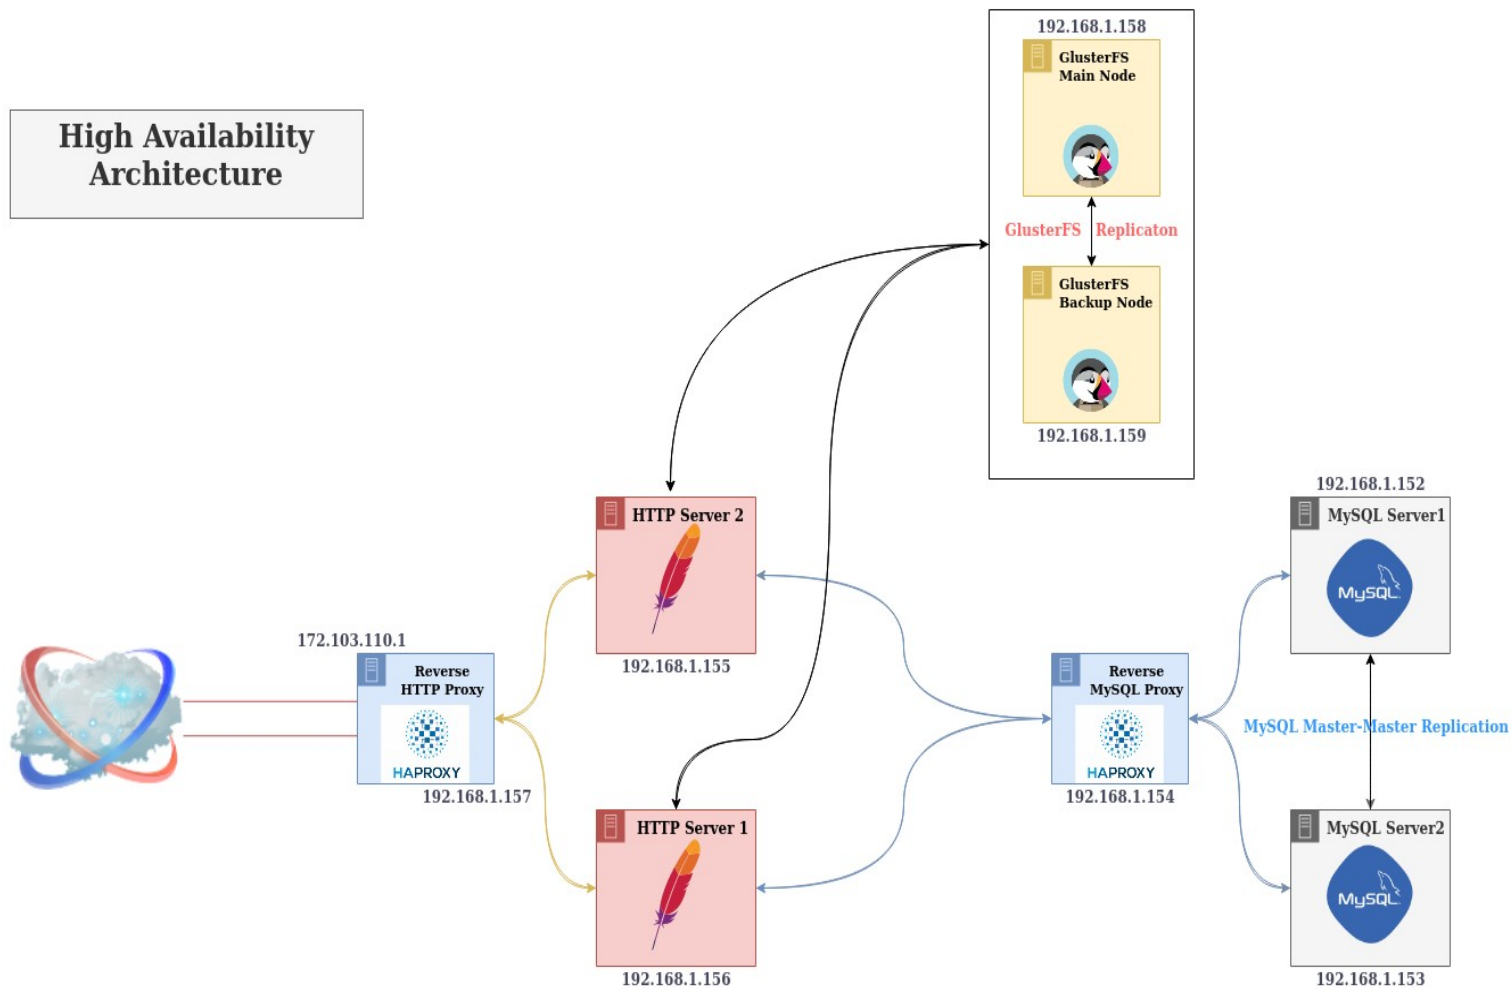 High Availability
Architecture
192.168.1.158
GlusterFS
Main Node
GlusterFS Replicaton
GlusterFS
Backup Node
192.168.1.159
HTTP Server 2
192.168.1.155
172.103.110.1
Reverse
HTTP Proxy
HAPROXY
192.168.1.157
HTTP Server 1
192.168.1.156
Reverse
MySQL Proxy
HAPROXY
192.168.1.154
192.168.1.152
MySQL Server1
MySQL
MySQL Master-Master Replication
MySQL Server2
MySQL
192.168.1.153